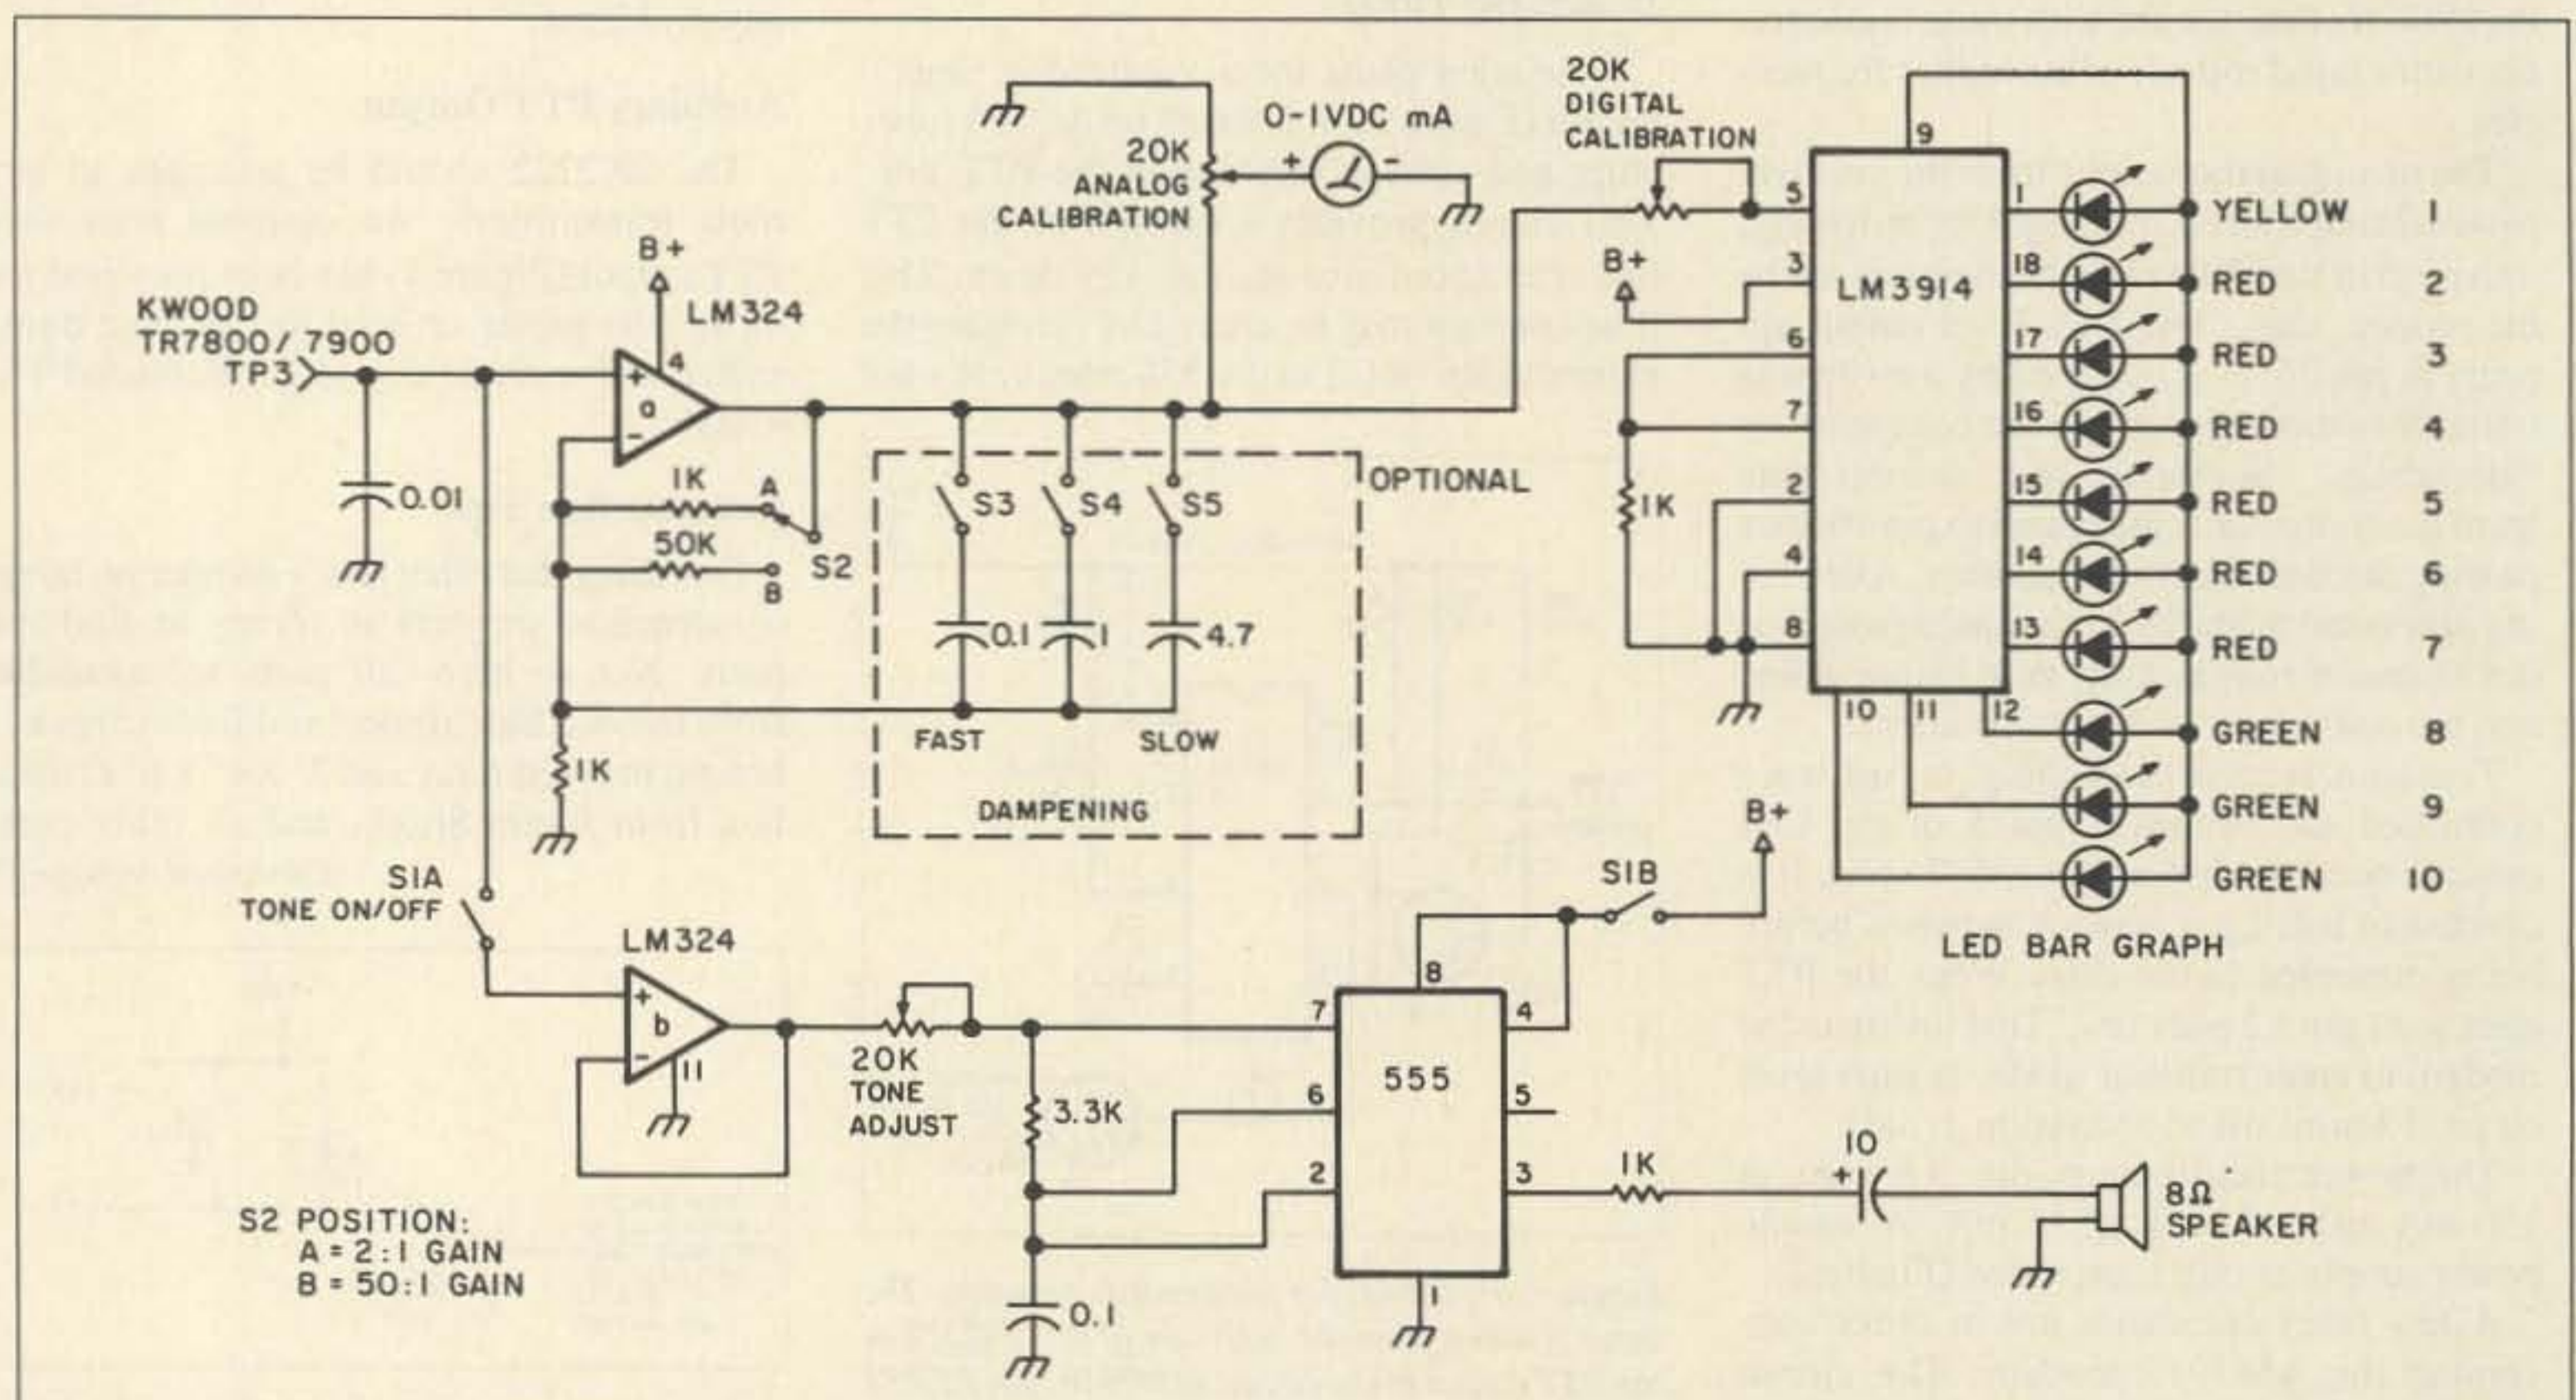 20K
DIGITAL
CALIBRATION
0-1VDC mA
+ -
20K
ANALOG
CALIBRATION
9
B+
LM324
KWOOD
TR7800/7900
TP3
4
+
a
-
0.01
1K
A
50K
B
S2
S3
S4
S5
OPTIONAL
0.1
1
4.7
FAST
SLOW
DAMPENING
1K
B+
5
3
6
7
2
4
8
1K
LM3914
1
18
17
16
15
14
13
10
11
12
YELLOW 1
RED 2
RED 3
RED 4
RED 5
RED 6
RED 7
GREEN 8
GREEN 9
GREEN 10
LED BAR GRAPH
S1A
TONE ON/OFF
LM324
+
b
-
11
20K
TONE
ADJUST
3.3K
0.1
B+
S1B
8
7
6
2
4
5
3
1
555
1K
10
+
8Ω
SPEAKER
S2 POSITION:
A = 2:1 GAIN
B = 50:1 GAIN